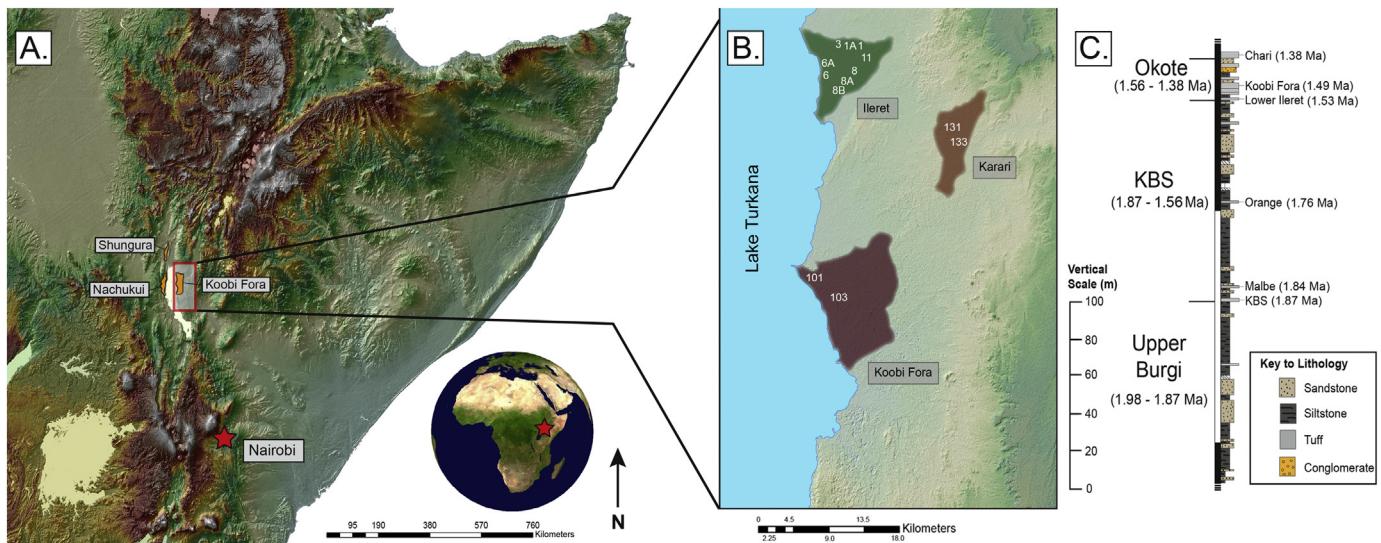 A.
Shungura
Nachukui
Koobi Fora
Nairobi
N
95 190 380 570 760
Kilometers
B.
3 1A 1
11
6A
8
6
8A
8B
Ileret
131
133
Karari
Lake Turkana
101
103
Koobi Fora
0 4.5 13.5
Kilometers
2.25 9.0 18.0
C.
Chari (1.38 Ma)
Okote
(1.56 - 1.38 Ma)
Koobi Fora (1.49 Ma)
Lower Ileret (1.53 Ma)
KBS
(1.87 - 1.56 Ma)
Orange (1.76 Ma)
Malbe (1.84 Ma)
KBS (1.87 Ma)
Vertical
Scale (m)
100
80
60
40
20
0
Upper
Burgi
(1.98 - 1.87 Ma)
Key to Lithology
Sandstone
Siltstone
Tuff
Conglomerate